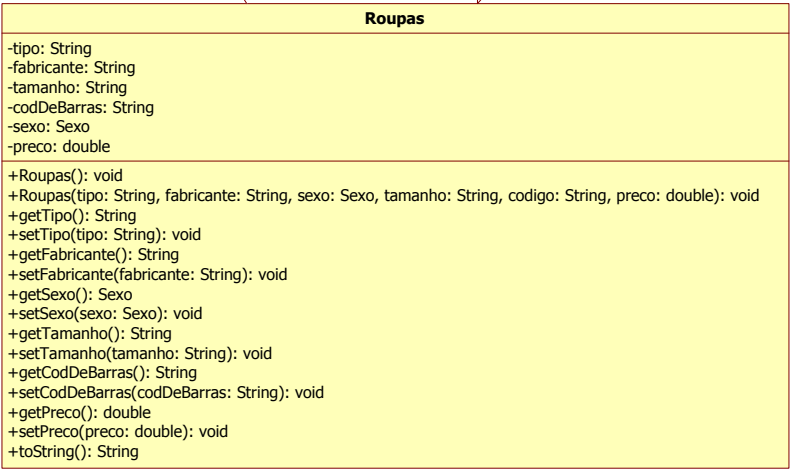 Roupas
-tipo: String
-fabricante: String
-tamanho: String
-codDeBarras: String
-sexo: Sexo
-preco: double
+Roupas(): void
+Roupas(tipo: String, fabricante: String, sexo: Sexo, tamanho: String, codigo: String, preco: double): void
+getTipo(): String
+setTipo(tipo: String): void
+getFabricante(): String
+setFabricante(fabricante: String): void
+getSexo(): Sexo
+setSexo(sexo: Sexo): void
+getTamanho(): String
+setTamanho(tamanho: String): void
+getCodDeBarras(): String
+setCodDeBarras(codDeBarras: String): void
+getPreco(): double
+setPreco(preco: double): void
+toString(): String